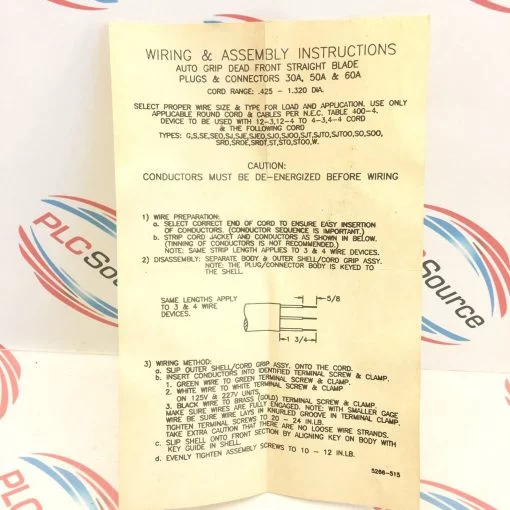 WIRING & ASSEMBLY INSTRUCTIONS
AUTO GRIP DEAD FRONT STRAIGHT BLADE
PLUGS & CONNECTORS 30A, 50A & 60A
CORD RANGE: .425 - 1.320 DIA.
SELECT PROPER WIRE SIZE & TYPE FOR LOAD AND APPLICATION. USE ONLY
APPLICABLE ROUND CORD & CABLES PER N.E.C. TABLE 400-4.
DEVICE TO BE USED WITH 12-3,12-4 TO 4-3,4-4 CORD
& THE FOLLOWING CORD
TYPES: G,S,SE,SEO,SJ,SJE,SJEO,SJO,SJOO,SJT,SJTO,SJTOO,SO,SOO,
SRD,SRDE,SRDT,ST,STO,STOO,W.
CAUTION:
CONDUCTORS MUST BE DE-ENERGIZED BEFORE WIRING
1) WIRE PREPARATION:
a. SELECT CORRECT END OF CORD TO ENSURE EASY INSERTION
OF CONDUCTORS. (CONDUCTOR SEQUENCE IS IMPORTANT.)
b. STRIP CORD JACKET AND CONDUCTORS AS SHOWN IN BELOW.
(TINNING OF CONDUCTORS IS NOT RECOMMENDED.)
NOTE: SAME STRIP LENGTH APPLIES TO 3 & 4 WIRE DEVICES.
2) DISASSEMBLY: SEPARATE BODY & OUTER SHELL/CORD GRIP ASSY.
NOTE: THE PLUG/CONNECTOR BODY IS KEYED TO
THE SHELL.
SAME LENGTHS APPLY
TO 3 & 4 WIRE
DEVICES.
5/8
1 3/4
3) WIRING METHOD:
a. SLIP OUTER SHELL/CORD GRIP ASSY. ONTO THE CORD.
b. INSERT CONDUCTORS INTO IDENTIFIED TERMINAL SCREW & CLAMP.
1. GREEN WIRE TO GREEN TERMINAL SCREW & CLAMP.
2. WHITE WIRE TO WHITE TERMINAL SCREW & CLAMP
ON 125V & 227V UNITS.
3. BLACK WIRE TO BRASS (GOLD) TERMINAL SCREW & CLAMP.
MAKE SURE WIRES ARE FULLY ENGAGED. NOTE: WITH SMALLER GAGE
WIRE BE SURE WIRE LAYS IN KNURLED GROOVE IN TERMINAL CLAMP.
TIGHTEN TERMINAL SCREWS TO 20 - 24 IN.LB.
TAKE EXTRA CAUTION THAT THERE ARE NO LOOSE WIRE STRANDS.
c. SLIP SHELL ONTO FRONT SECTION BY ALIGNING KEY ON BODY WITH
KEY GUIDE IN SHELL.
d. EVENLY TIGHTEN ASSEMBLY SCREWS TO 10 - 12 IN.LB.
5266-515
PLCSource
PLCSource
PLC
PLC
Source